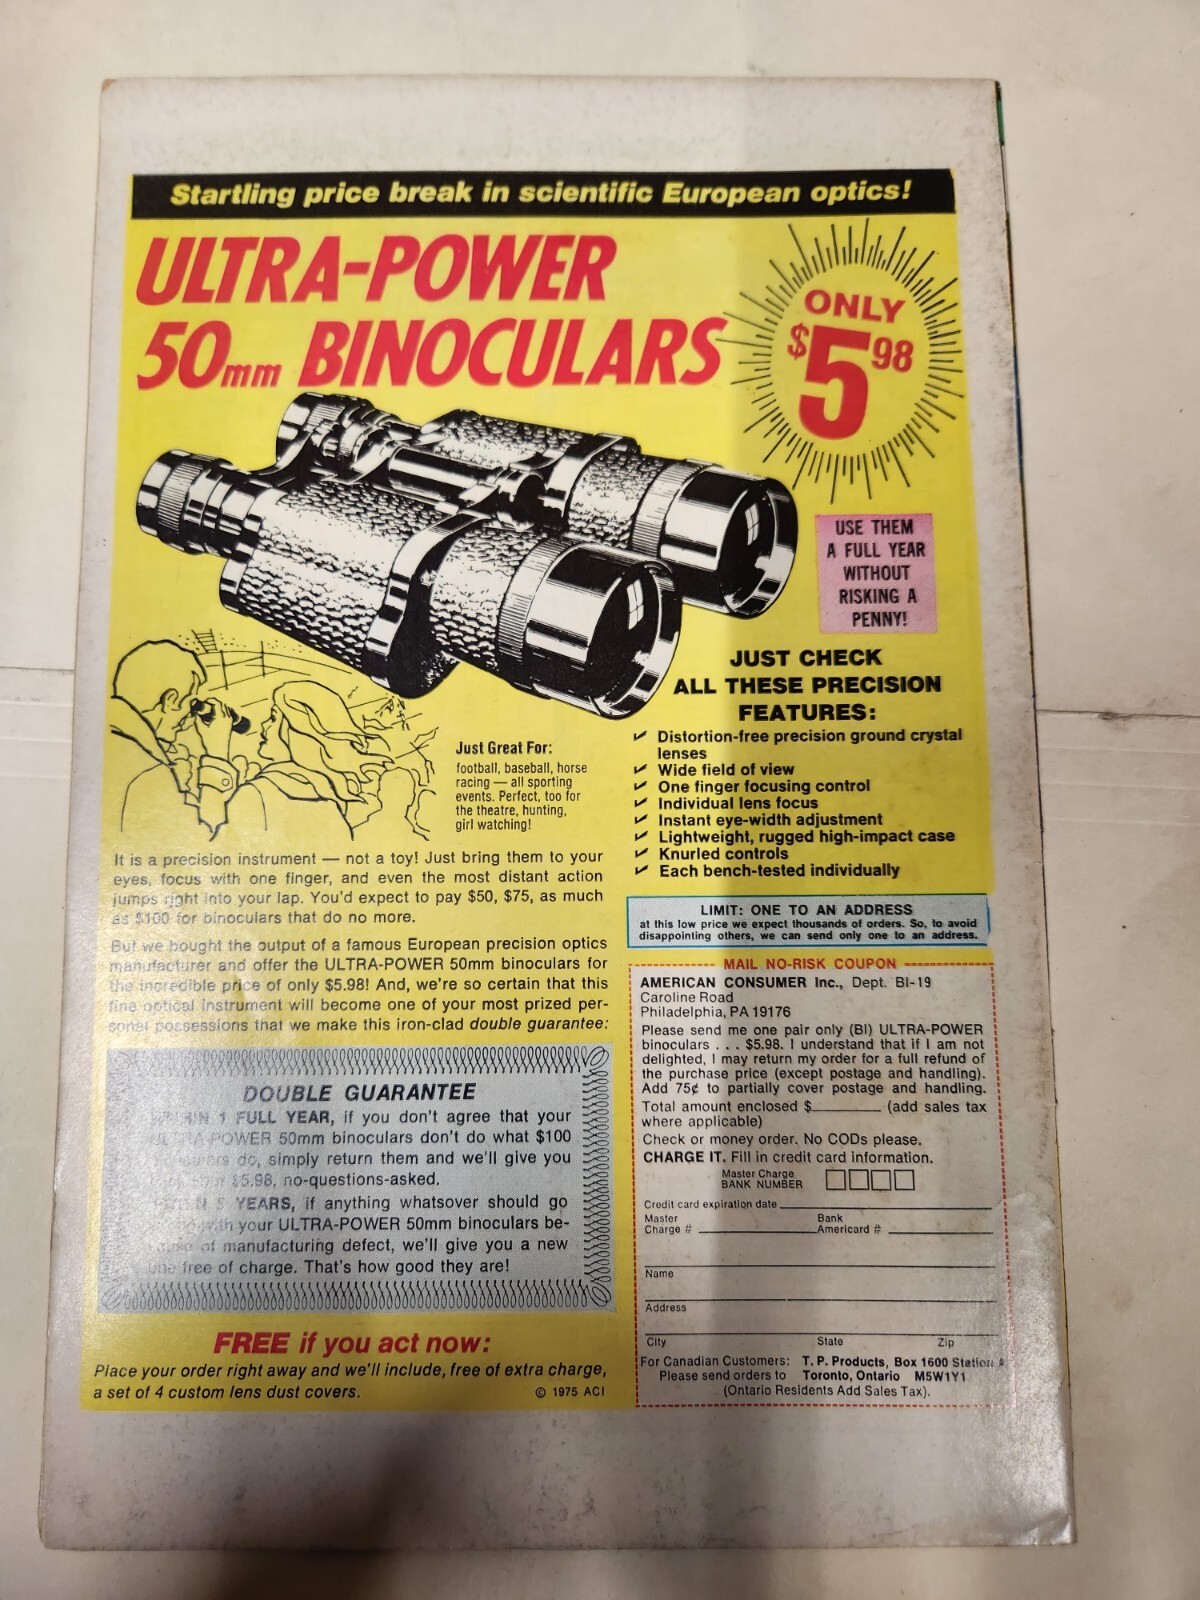 Startling price break in scientific European optics!
ULTRA-POWER
50mm BINOCULARS
ONLY
$5.98
USE THEM
A FULL YEAR
WITHOUT
RISKING A
PENNY!
JUST CHECK
ALL THESE PRECISION
FEATURES:
✓ Distortion-free precision ground crystal
lenses
✓ Wide field of view
✓ One finger focusing control
✓ Individual lens focus
✓ Instant eye-width adjustment
✓ Lightweight, rugged high-impact case
✓ Knurled controls
✓ Each bench-tested individually
Just Great For:
football, baseball, horse
racing — all sporting
events. Perfect, too for
the theatre, hunting,
girl watching!
It is a precision instrument — not a toy! Just bring them to your
eyes, focus with one finger, and even the most distant action
jumps right into your lap. You'd expect to pay $50, $75, as much
as $100 for binoculars that do no more.
But we bought the output of a famous European precision optics
manufacturer and offer the ULTRA-POWER 50mm binoculars for
the incredible price of only $5.98! And, we're so certain that this
fine optical instrument will become one of your most prized per-
sonal possessions that we make this iron-clad double guarantee:
DOUBLE GUARANTEE
WITHIN 1 FULL YEAR, if you don't agree that your
ULTRA-POWER 50mm binoculars don't do what $100
binoculars do, simply return them and we'll give you
$5.98, no-questions-asked.
WITHIN 5 YEARS, if anything whatsover should go
wrong with your ULTRA-POWER 50mm binoculars be-
cause of manufacturing defect, we'll give you a new
one free of charge. That's how good they are!
FREE if you act now:
Place your order right away and we'll include, free of extra charge,
a set of 4 custom lens dust covers.
© 1975 ACI
LIMIT: ONE TO AN ADDRESS
at this low price we expect thousands of orders. So, to avoid
disappointing others, we can send only one to an address.
MAIL NO-RISK COUPON
AMERICAN CONSUMER Inc., Dept. BI-19
Caroline Road
Philadelphia, PA 19176
Please send me one pair only (BI) ULTRA-POWER
binoculars . . . $5.98. I understand that if I am not
delighted, I may return my order for a full refund of
the purchase price (except postage and handling).
Add 75¢ to partially cover postage and handling.
Total amount enclosed $________ (add sales tax
where applicable)
Check or money order. No CODs please.
CHARGE IT. Fill in credit card information.
Master Charge
BANK NUMBER
Credit card expiration date
Master Bank
Charge # Americard #
Name
Address
City State Zip
For Canadian Customers: T. P. Products, Box 1600 Station A
Please send orders to Toronto, Ontario M5W1Y1
(Ontario Residents Add Sales Tax).